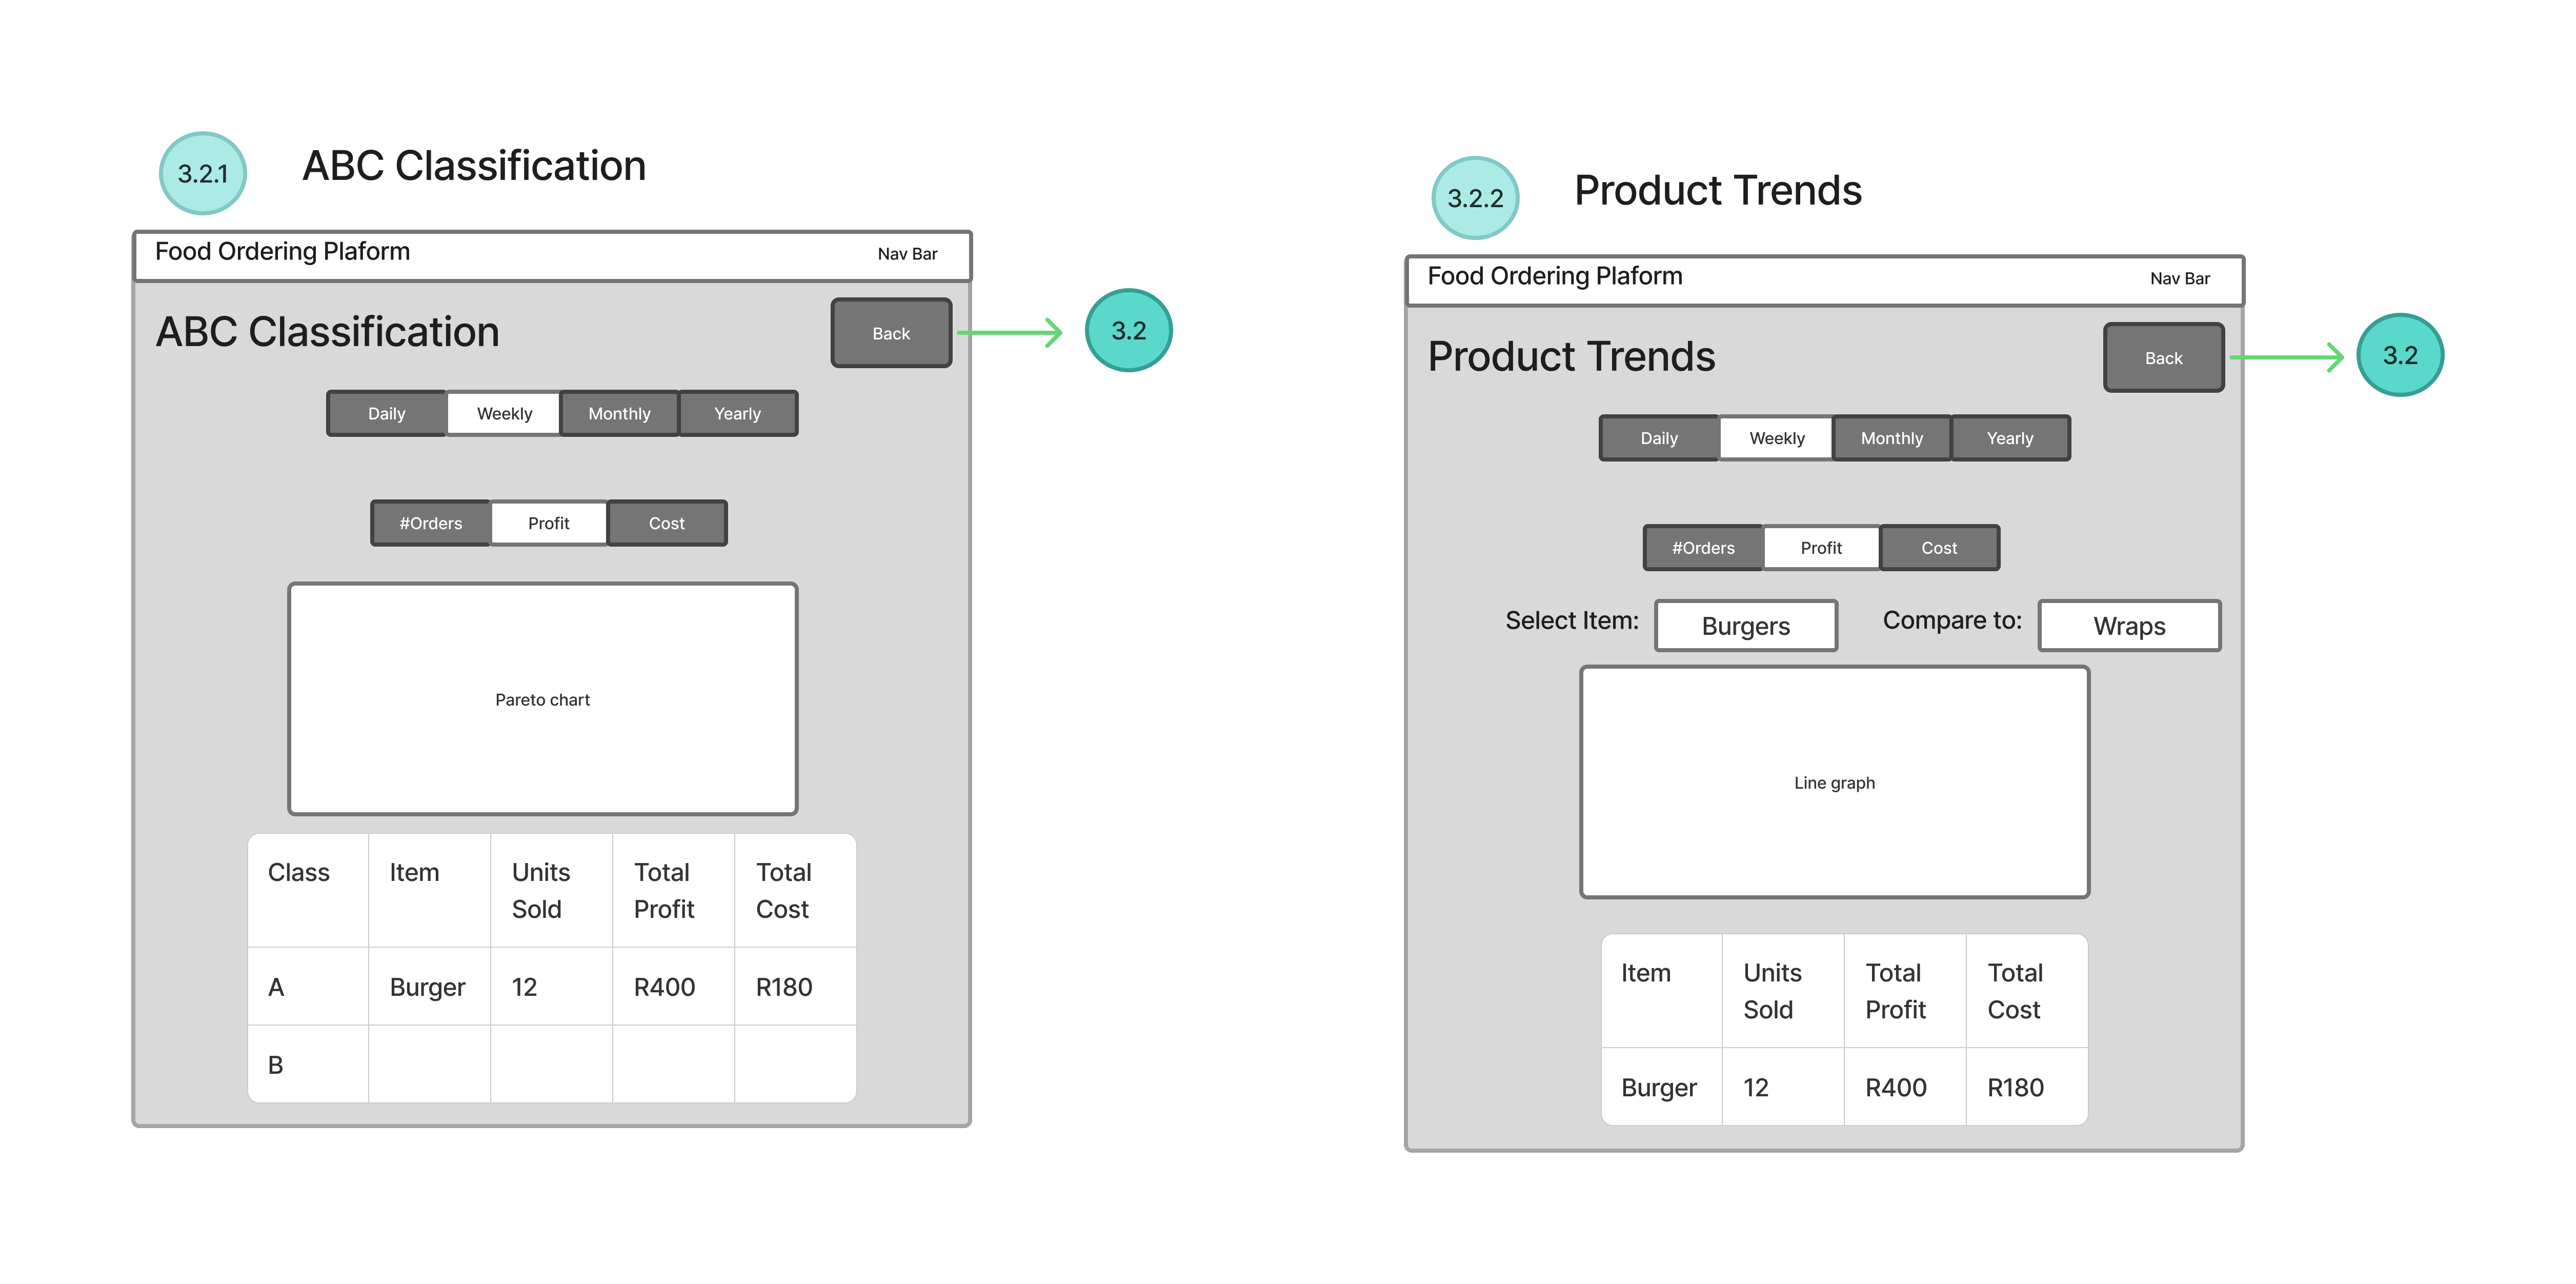 3.2.1
ABC Classification
Food Ordering Plaform
Nav Bar
ABC Classification
Back
3.2
Daily Weekly Monthly Yearly
#Orders Profit Cost
Pareto chart
Class Item Units Sold Total Profit Total Cost
A Burger 12 R400 R180
B
3.2.2
Product Trends
Food Ordering Plaform
Nav Bar
Product Trends
Back
3.2
Daily Weekly Monthly Yearly
#Orders Profit Cost
Select Item: Burgers Compare to: Wraps
Line graph
Item Units Sold Total Profit Total Cost
Burger 12 R400 R180